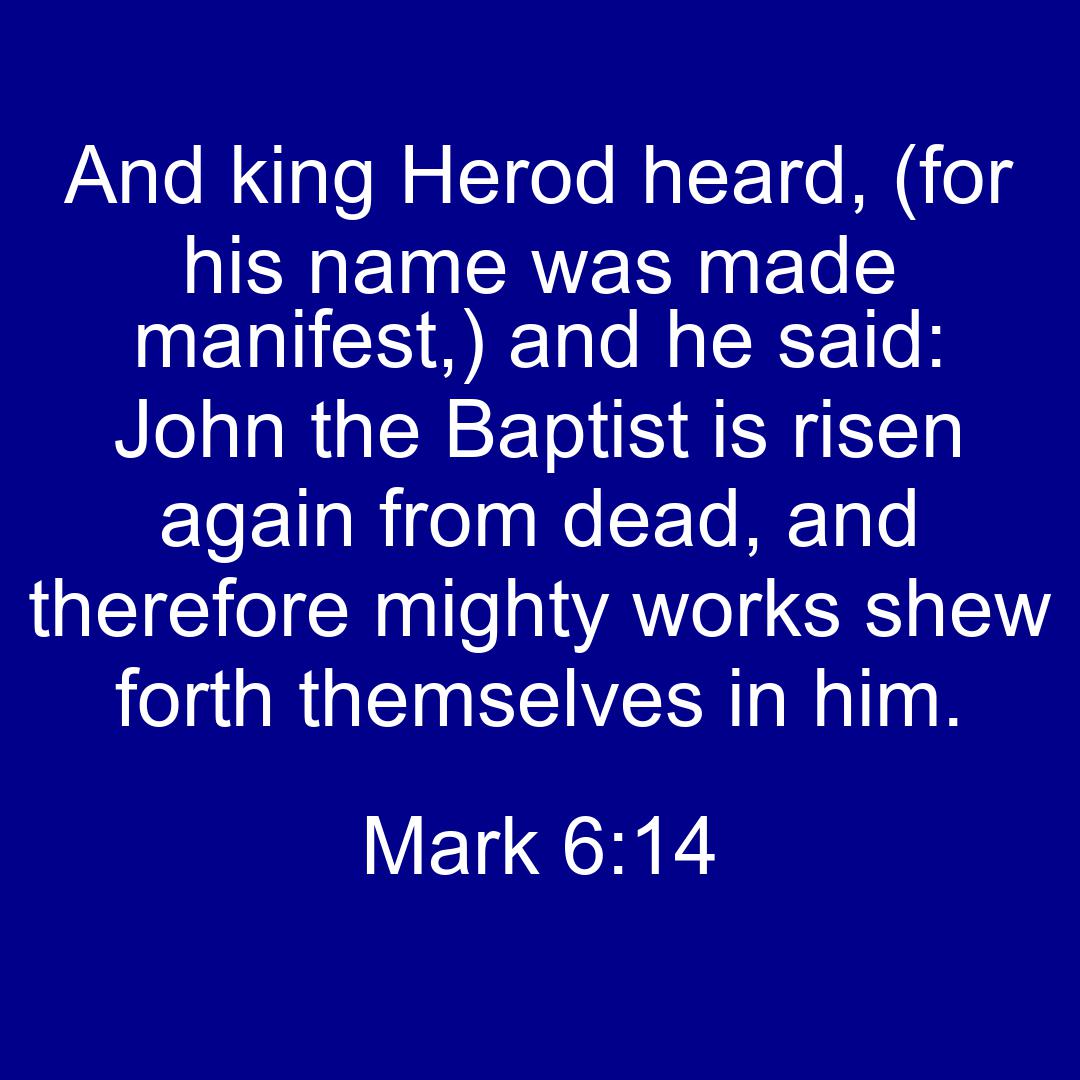 And king Herod heard, (for
his name was made
manifest,) and he said:
John the Baptist is risen
again from dead, and
therefore mighty works shew
forth themselves in him.
Mark 6:14